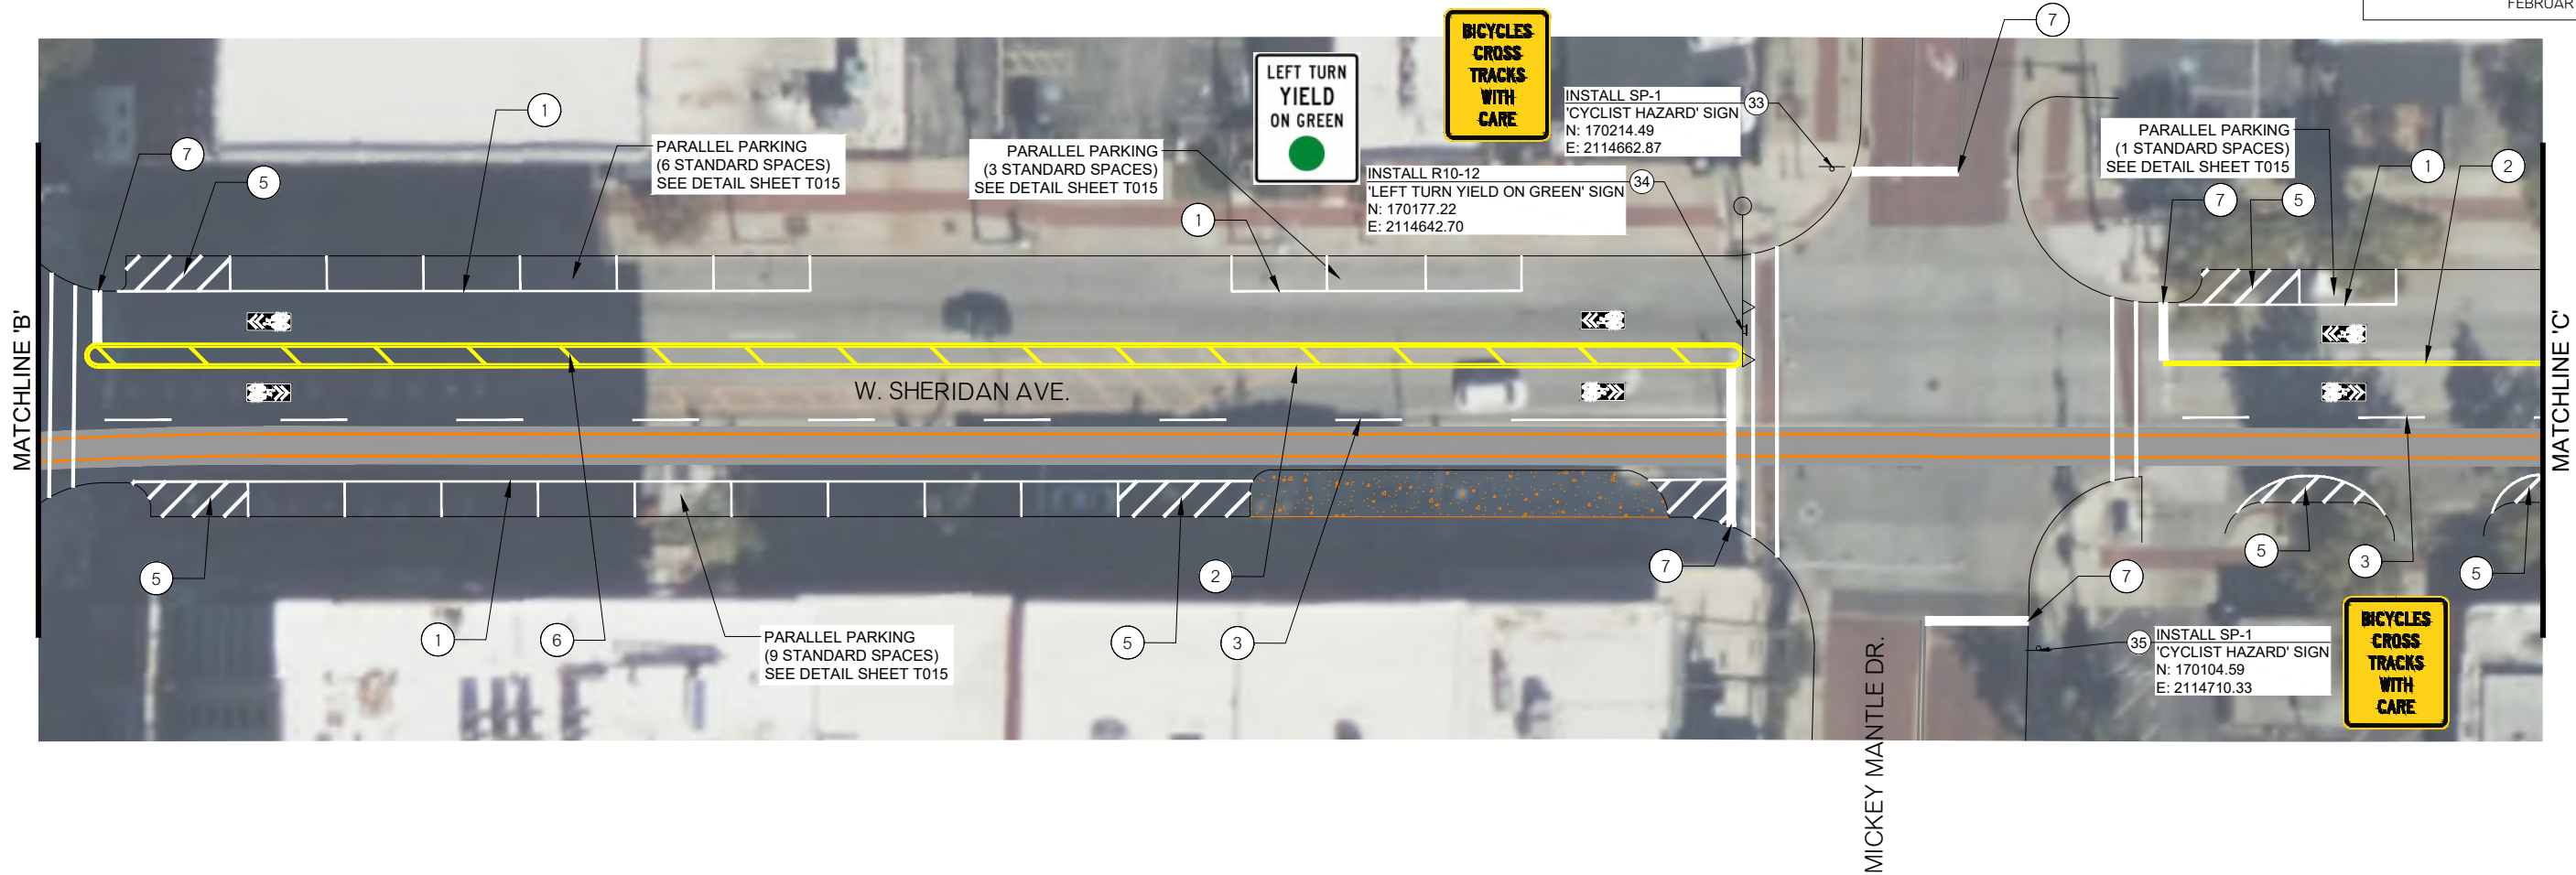 FEBRUAR
7
BICYCLES
CROSS
TRACKS
WITH
CARE
LEFT TURN
YIELD
ON GREEN
INSTALL SP-1
'CYCLIST HAZARD' SIGN
N: 170214.49
E: 2114662.87
33
1
7
5
PARALLEL PARKING
(6 STANDARD SPACES)
SEE DETAIL SHEET T015
PARALLEL PARKING
(3 STANDARD SPACES)
SEE DETAIL SHEET T015
1
INSTALL R10-12
'LEFT TURN YIELD ON GREEN' SIGN
N: 170177.22
E: 2114642.70
34
PARALLEL PARKING
(1 STANDARD SPACES)
SEE DETAIL SHEET T015
1
2
7
5
MATCHLINE 'B'
W. SHERIDAN AVE.
MATCHLINE 'C'
5
1
6
PARALLEL PARKING
(9 STANDARD SPACES)
SEE DETAIL SHEET T015
5
2
3
7
5
3
5
7
35
INSTALL SP-1
'CYCLIST HAZARD' SIGN
N: 170104.59
E: 2114710.33
BICYCLES
CROSS
TRACKS
WITH
CARE
MICKEY MANTLE DR.